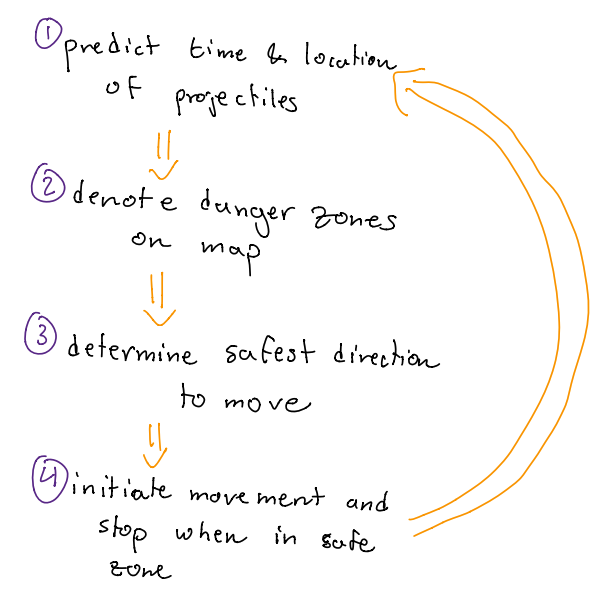 ① predict time & location
of projectiles
② denote danger zones
on map
③ determine safest direction
to move
④ initiate movement and
stop when in safe
zone